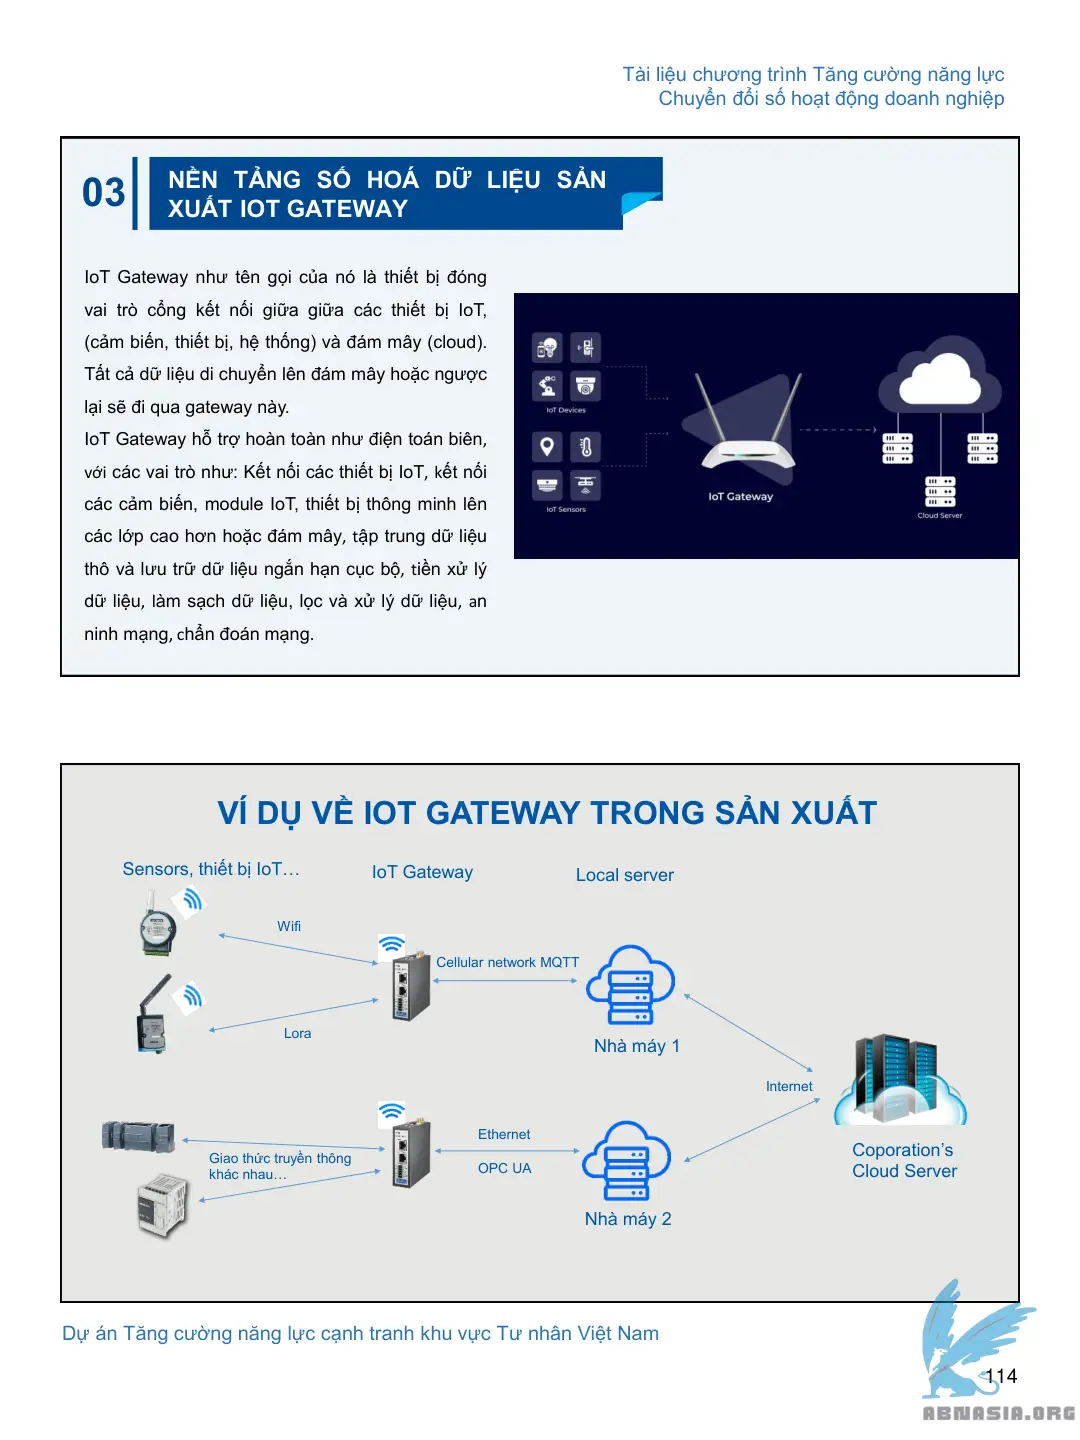 Tài liệu chương trình Tăng cường năng lực
Chuyển đổi số hoạt động doanh nghiệp
03
NỀN TẢNG SỐ HOÁ DỮ LIỆU SẢN
XUẤT IOT GATEWAY
IoT Gateway như tên gọi của nó là thiết bị đóng
vai trò cổng kết nối giữa giữa các thiết bị IoT,
(cảm biến, thiết bị, hệ thống) và đám mây (cloud).
Tất cả dữ liệu di chuyển lên đám mây hoặc ngược
lại sẽ đi qua gateway này.
IoT Gateway hỗ trợ hoàn toàn như điện toán biên,
với các vai trò như: Kết nối các thiết bị IoT, kết nối
các cảm biến, module IoT, thiết bị thông minh lên
các lớp cao hơn hoặc đám mây, tập trung dữ liệu
thô và lưu trữ dữ liệu ngắn hạn cục bộ, tiền xử lý
dữ liệu, làm sạch dữ liệu, lọc và xử lý dữ liệu, an
ninh mạng, chẩn đoán mạng.
IoT Devices
IoT Sensors
IoT Gateway
Cloud Server
VÍ DỤ VỀ IOT GATEWAY TRONG SẢN XUẤT
Sensors, thiết bị IoT…
IoT Gateway
Local server
Wifi
Cellular network MQTT
Lora
Nhà máy 1
Internet
Ethernet
Giao thức truyền thông
khác nhau…
OPC UA
Coporation's
Cloud Server
Nhà máy 2
Dự án Tăng cường năng lực cạnh tranh khu vực Tư nhân Việt Nam
114
ABNASIA.ORG